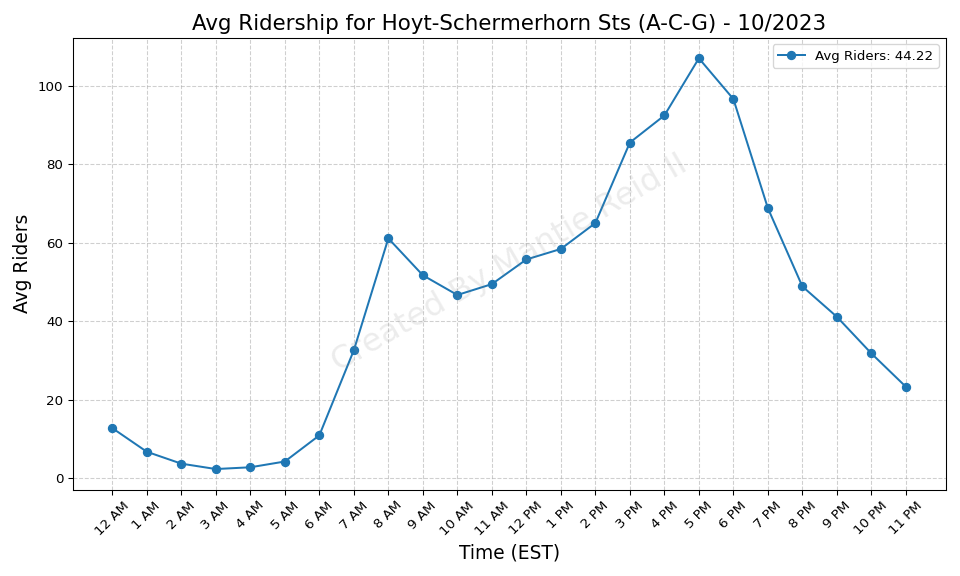 Avg Ridership for Hoyt-Schermerhorn Sts (A-C-G) - 10/2023
Avg Riders: 44.22
Avg Riders
100
80
60
40
20
0
Created By Mantie Reid II
12 AM
1 AM
2 AM
3 AM
4 AM
5 AM
6 AM
7 AM
8 AM
9 AM
10 AM
11 AM
12 PM
1 PM
2 PM
3 PM
4 PM
5 PM
6 PM
7 PM
8 PM
9 PM
10 PM
11 PM
Time (EST)